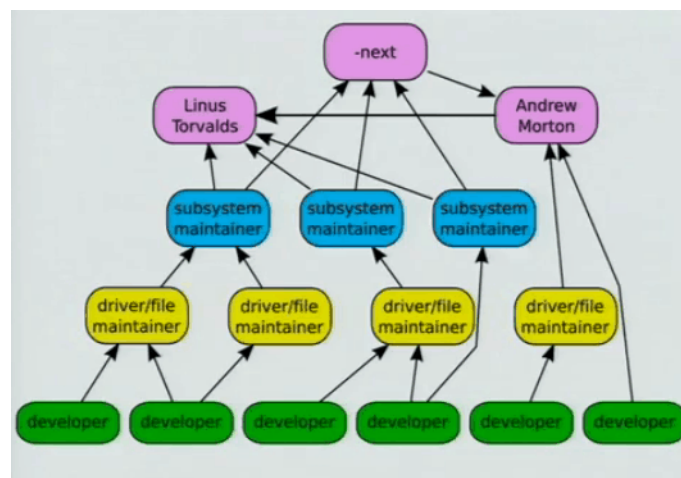 -next
Linus
Torvalds
Andrew
Morton
subsystem
maintainer
subsystem
maintainer
subsystem
maintainer
driver/file
maintainer
driver/file
maintainer
driver/file
maintainer
driver/file
maintainer
developer
developer
developer
developer
developer
developer